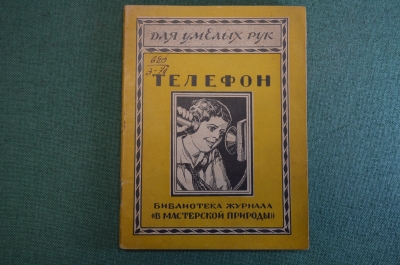 ДЛЯ УМЕЛЫХ РУК
ТЕЛЕФОН
БИБЛИОТЕКА ЖУРНАЛА
«В МАСТЕРСКОЙ ПРИРОДЫ»